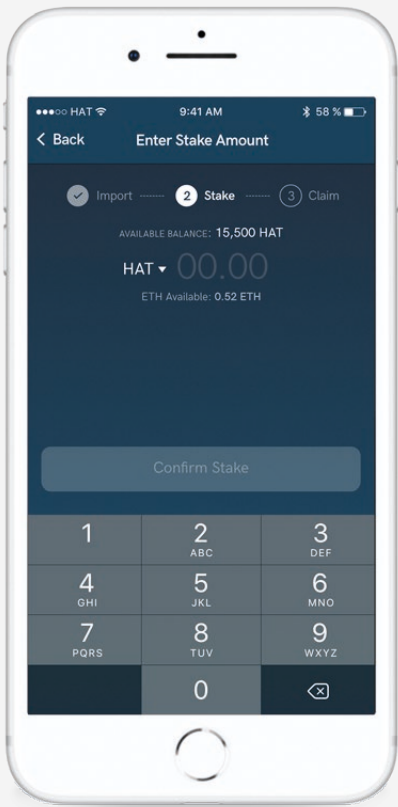 HAT 9:41 AM 58 %
Back Enter Stake Amount
Import 2 Stake 3 Claim
AVAILABLE BALANCE: 15,500 HAT
HAT 00.00
ETH Available: 0.52 ETH
Confirm Stake
1 2 3
ABC DEF
4 5 6
GHI JKL MNO
7 8 9
PQRS TUV WXYZ
0